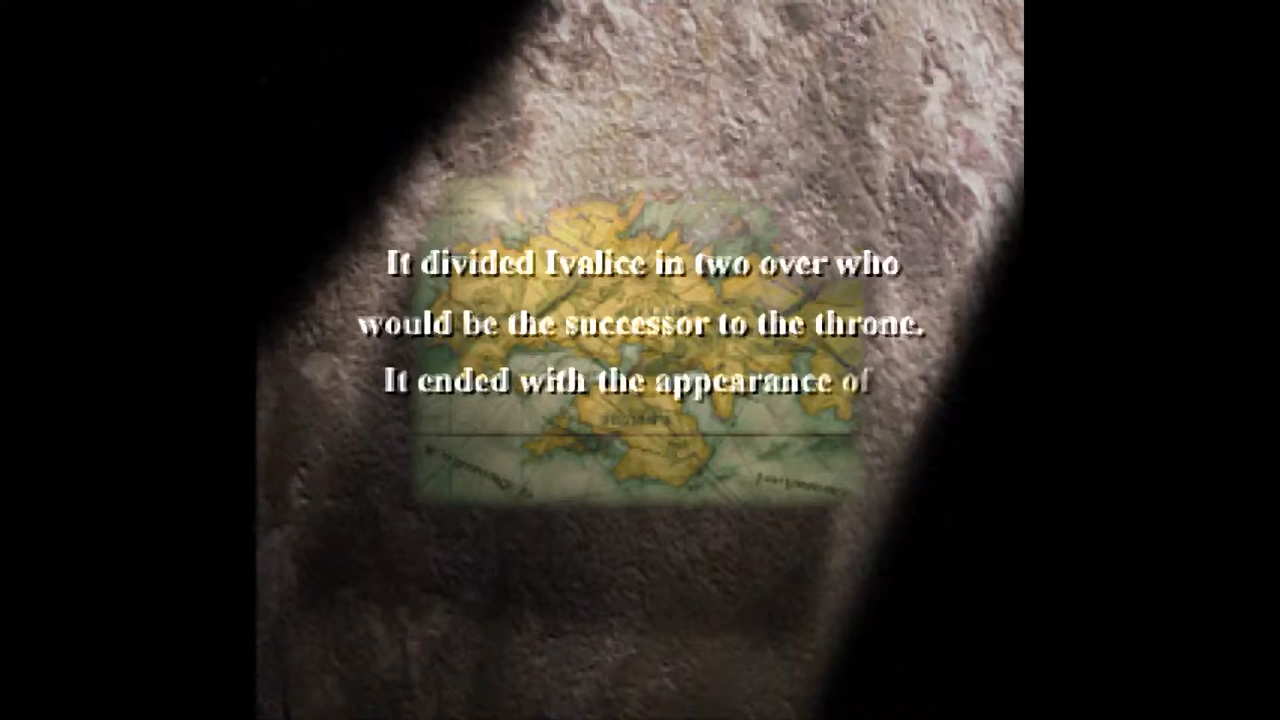 It divided Ivalice in two over who
would be the successor to the throne.
It ended with the appearance of